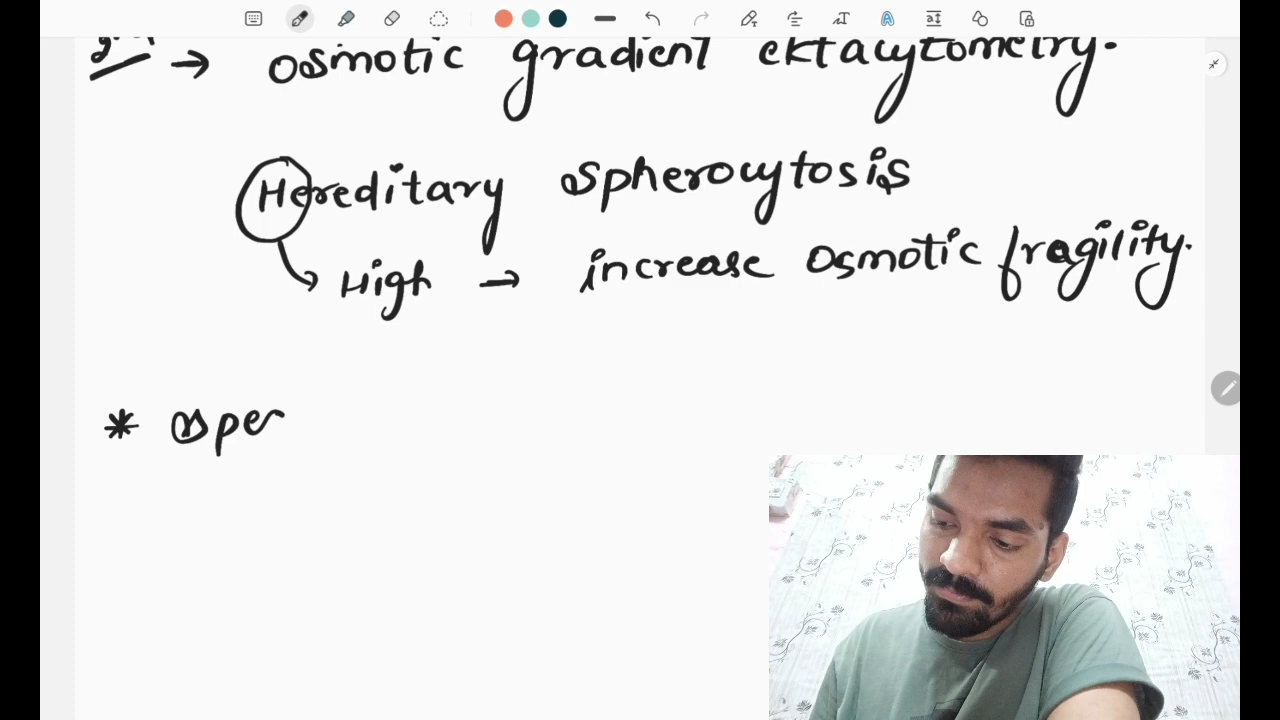 → osmotic gradient ektacytometry.
Hereditary spherocytosis
↳ High → increase osmotic fragility.
* sper